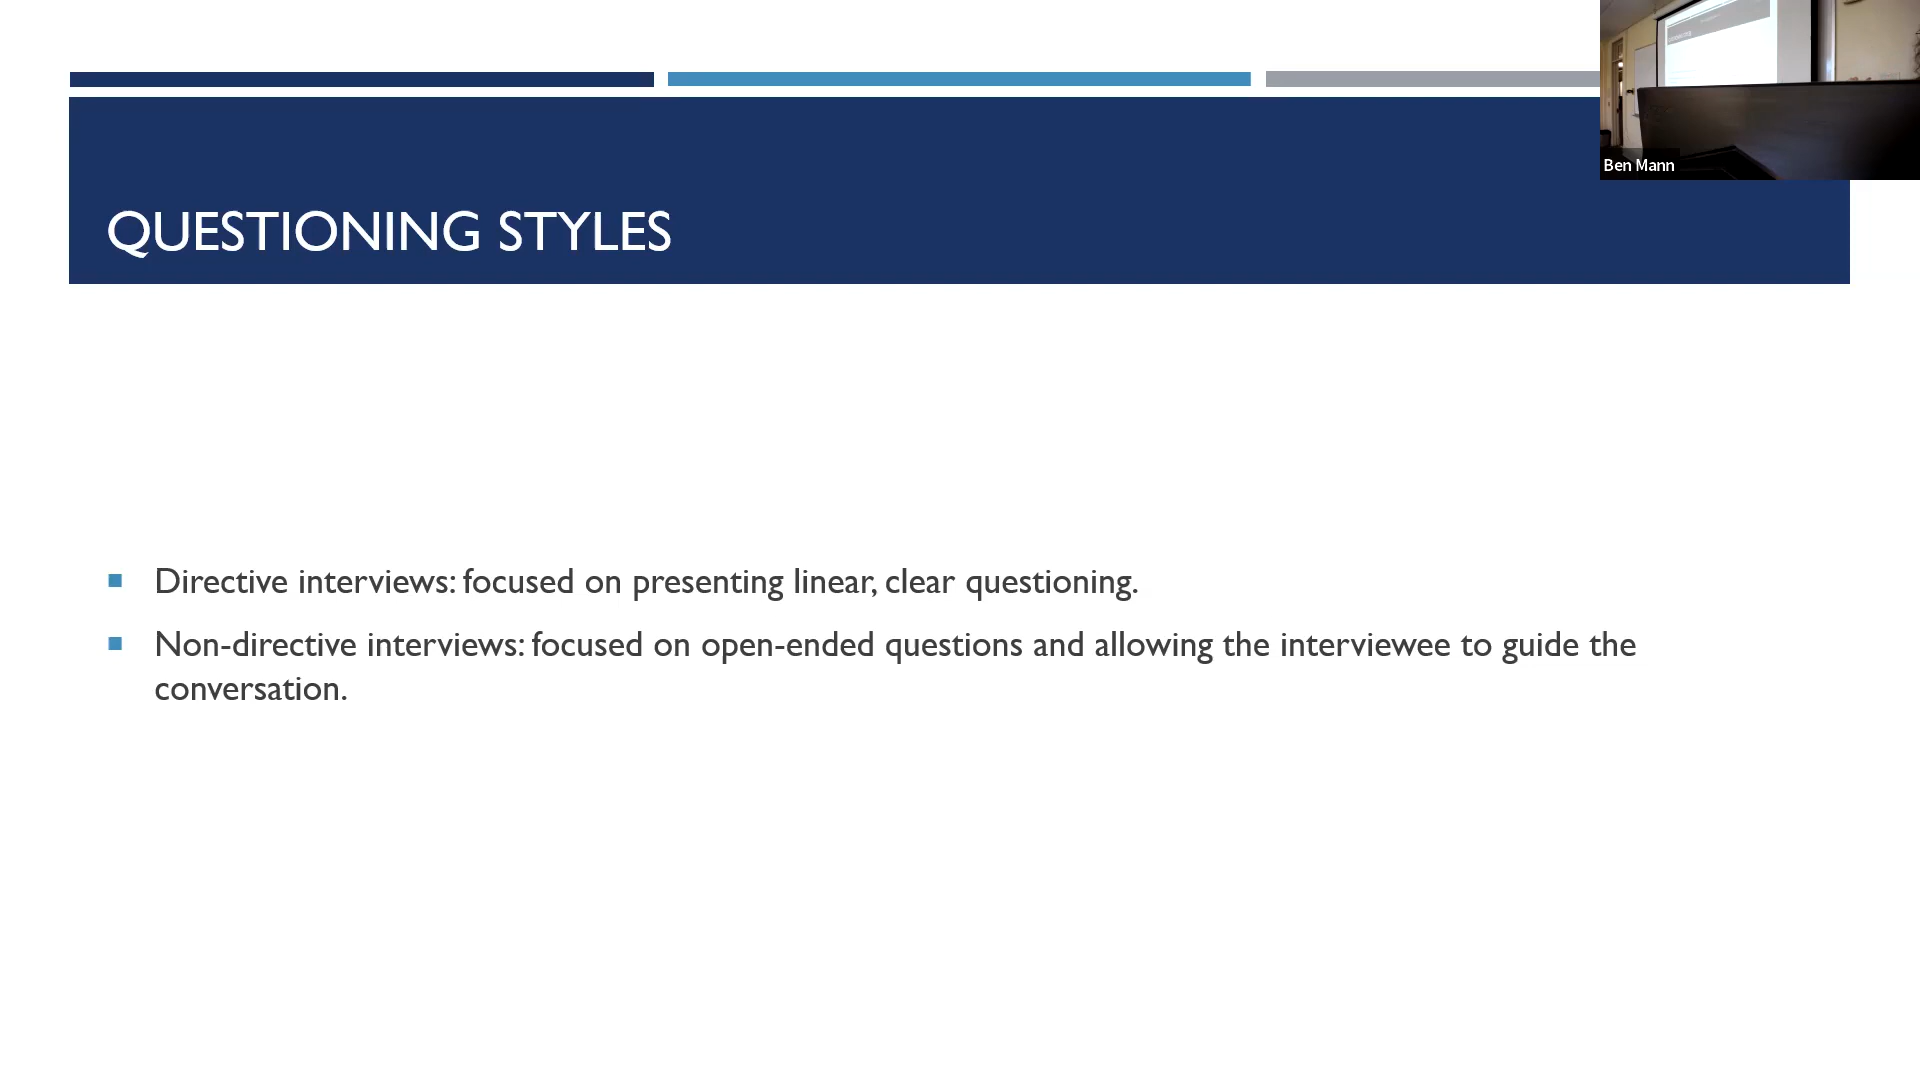 QUESTIONING STYLES
Directive interviews: focused on presenting linear, clear questioning.
Non-directive interviews: focused on open-ended questions and allowing the interviewee to guide the
conversation.
Ben Mann